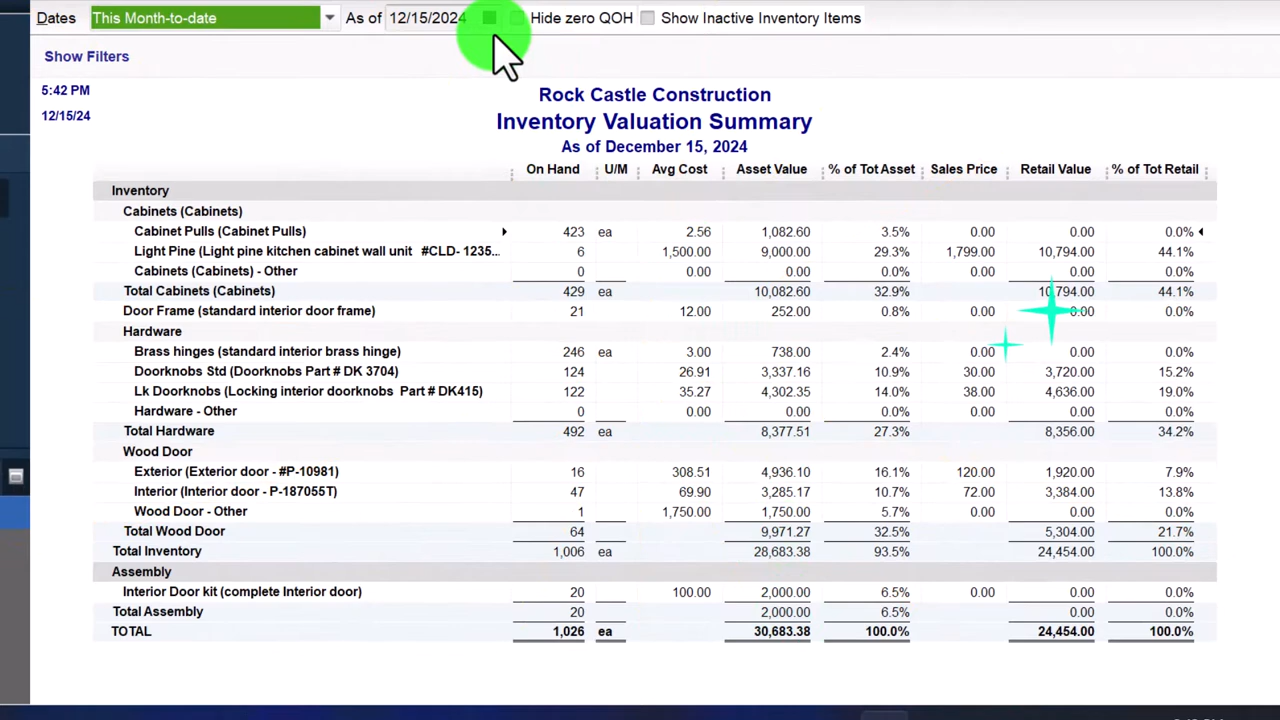 Dates This Month-to-date As of 12/15/2024 Hide zero QOH Show Inactive Inventory Items
Show Filters
5:42 PM
12/15/24
Rock Castle Construction
Inventory Valuation Summary
As of December 15, 2024
On Hand U/M Avg Cost Asset Value % of Tot Asset Sales Price Retail Value % of Tot Retail
Inventory
Cabinets (Cabinets)
Cabinet Pulls (Cabinet Pulls) 423 ea 2.56 1,082.60 3.5% 0.00 0.00 0.0%
Light Pine (Light pine kitchen cabinet wall unit #CLD- 1235... 6 1,500.00 9,000.00 29.3% 1,799.00 10,794.00 44.1%
Cabinets (Cabinets) - Other 0 0.00 0.00 0.0% 0.00 0.00 0.0%
Total Cabinets (Cabinets) 429 ea 10,082.60 32.9% 10,794.00 44.1%
Door Frame (standard interior door frame) 21 12.00 252.00 0.8% 0.00 0.00 0.0%
Hardware
Brass hinges (standard interior brass hinge) 246 ea 3.00 738.00 2.4% 0.00 0.00 0.0%
Doorknobs Std (Doorknobs Part # DK 3704) 124 26.91 3,337.16 10.9% 30.00 3,720.00 15.2%
Lk Doorknobs (Locking interior doorknobs Part # DK415) 122 35.27 4,302.35 14.0% 38.00 4,636.00 19.0%
Hardware - Other 0 0.00 0.00 0.0% 0.00 0.00 0.0%
Total Hardware 492 ea 8,377.51 27.3% 8,356.00 34.2%
Wood Door
Exterior (Exterior door - #P-10981) 16 308.51 4,936.10 16.1% 120.00 1,920.00 7.9%
Interior (Interior door - P-187055T) 47 69.90 3,285.17 10.7% 72.00 3,384.00 13.8%
Wood Door - Other 1 1,750.00 1,750.00 5.7% 0.00 0.00 0.0%
Total Wood Door 64 9,971.27 32.5% 5,304.00 21.7%
Total Inventory 1,006 ea 28,683.38 93.5% 24,454.00 100.0%
Assembly
Interior Door kit (complete Interior door) 20 100.00 2,000.00 6.5% 0.00 0.00 0.0%
Total Assembly 20 2,000.00 6.5% 0.00 0.0%
TOTAL 1,026 ea 30,683.38 100.0% 24,454.00 100.0%